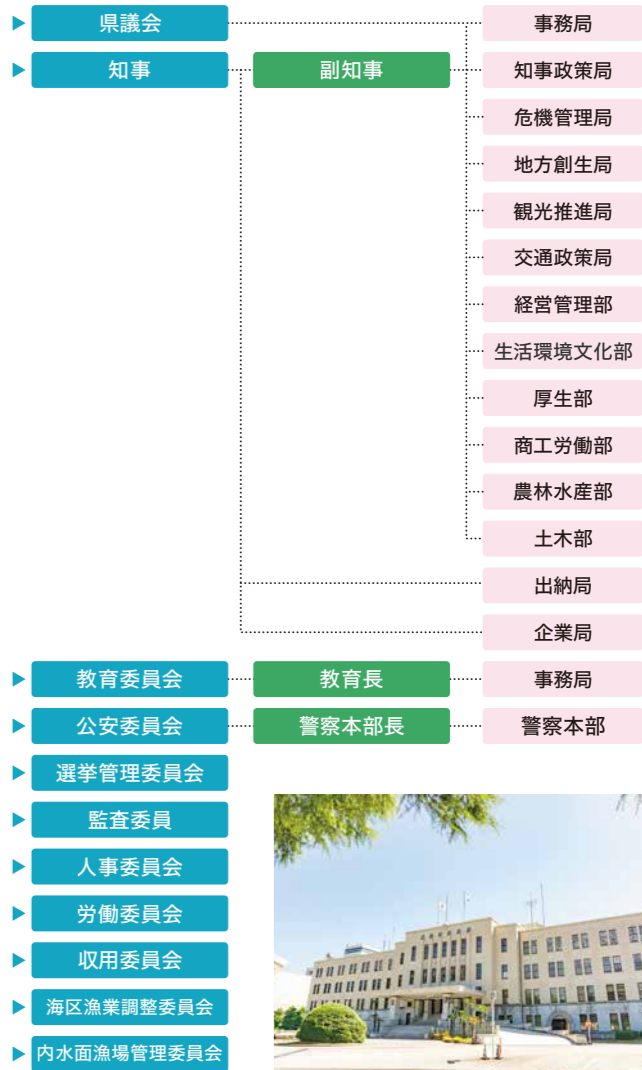 県議会 事務局
知事 副知事 知事政策局
危機管理局
地方創生局
観光推進局
交通政策局
経営管理部
生活環境文化部
厚生部
商工労働部
農林水産部
土木部
出納局
企業局
教育委員会 教育長 事務局
公安委員会 警察本部長 警察本部
選挙管理委員会
監査委員
人事委員会
労働委員会
収用委員会
海区漁業調整委員会
内水面漁場管理委員会